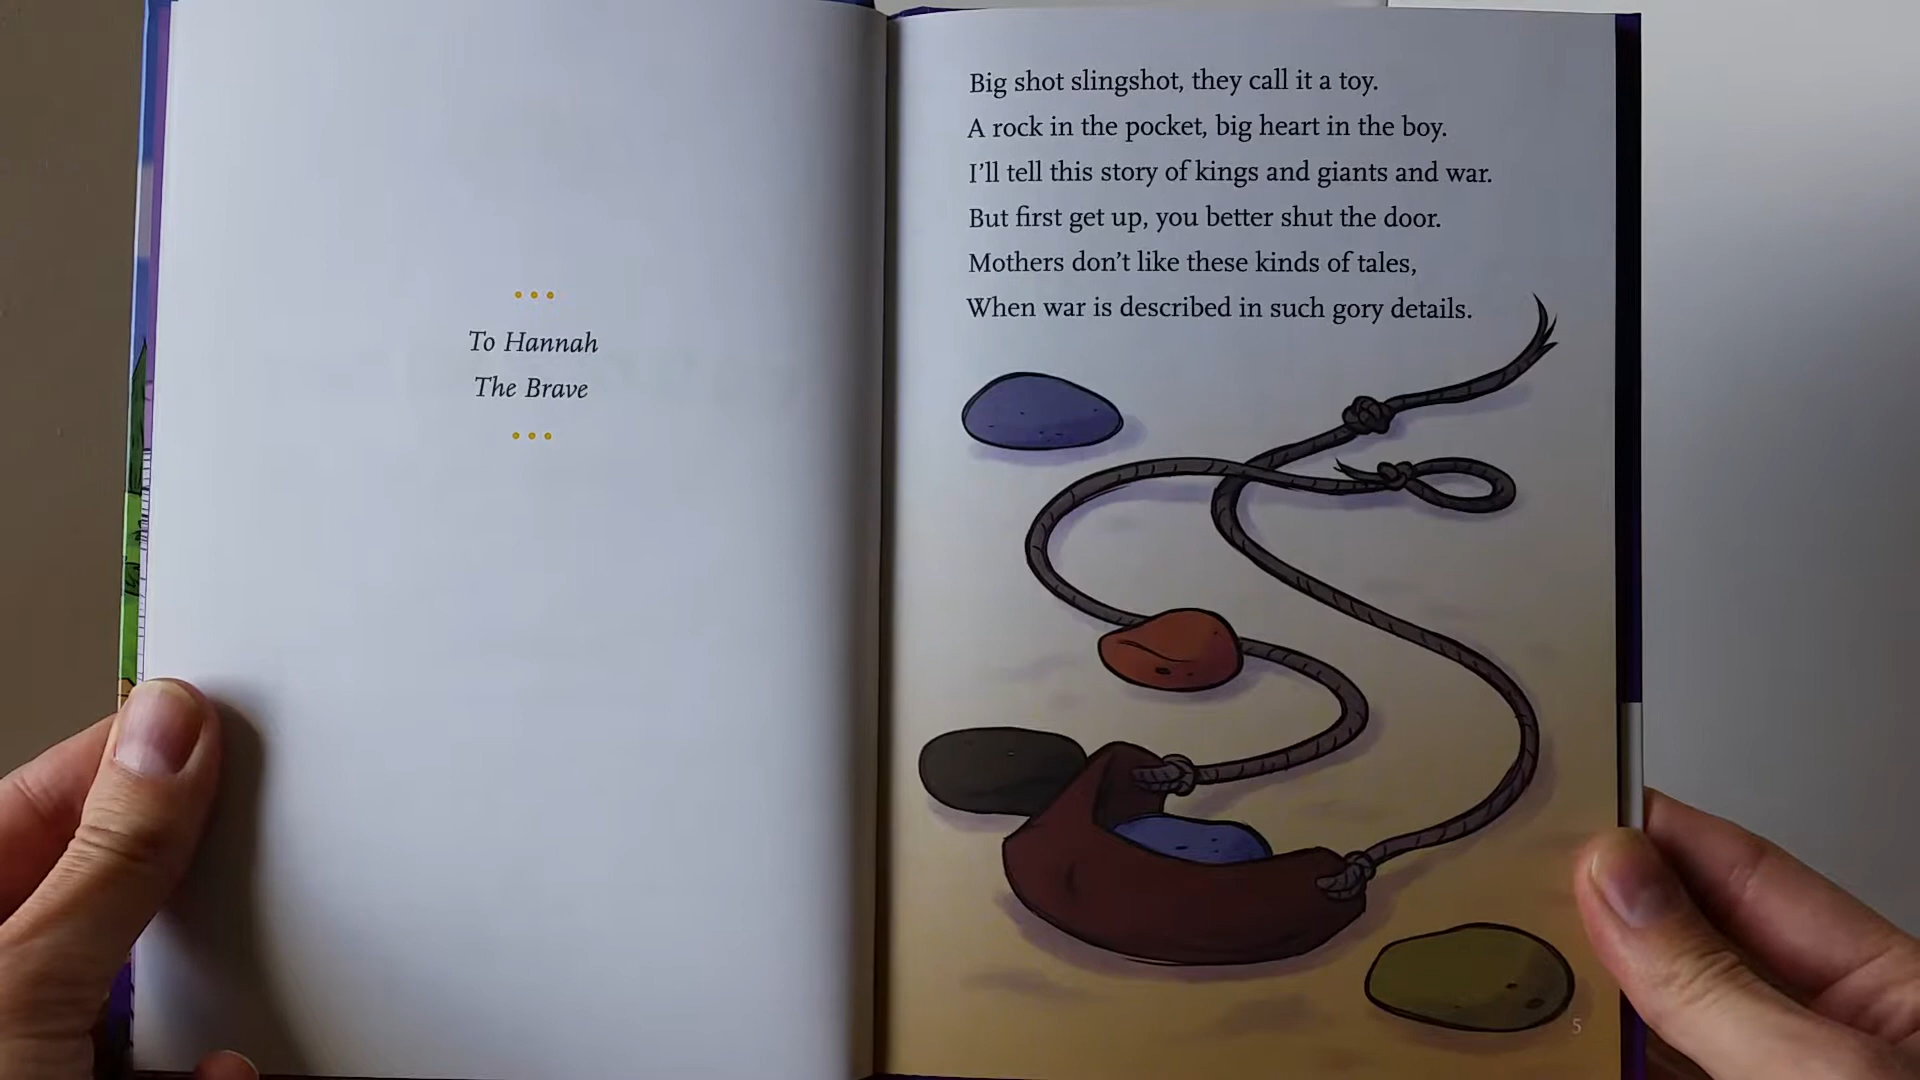 To Hannah
The Brave
Big shot slingshot, they call it a toy.
A rock in the pocket, big heart in the boy.
I'll tell this story of kings and giants and war.
But first get up, you better shut the door.
Mothers don't like these kinds of tales,
When war is described in such gory details.
5